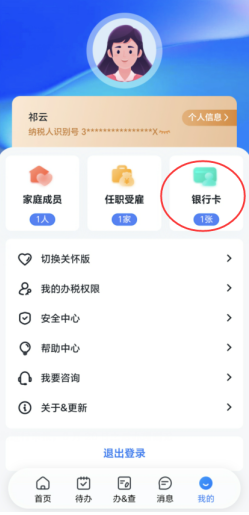 祁云
个人信息
纳税人识别号 3****************X
家庭成员
任职受雇
银行卡
1人
1家
1张
切换关怀版
我的办税权限
安全中心
帮助中心
我要咨询
关于&更新
退出登录
首页
待办
办&查
消息
我的